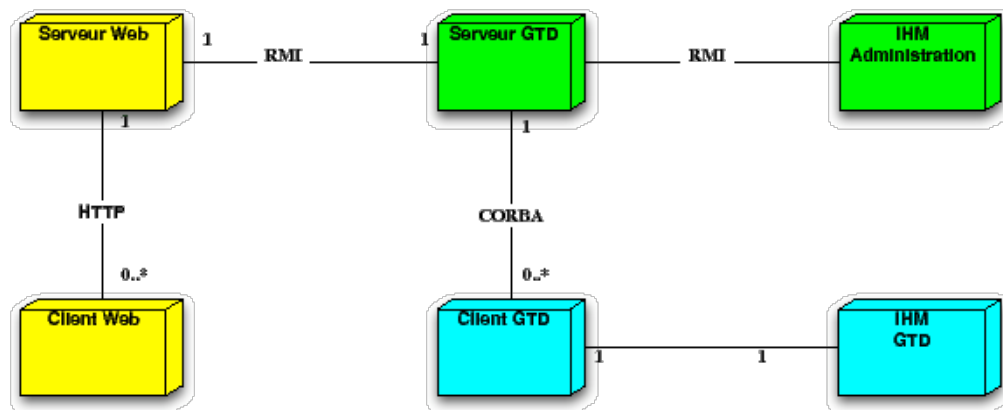 Serveur Web
1
RMI
1
Serveur GTD
RMI
IHM
Administration
1
1
HTTP
CORBA
0..*
0..*
Client Web
Client GTD
IHM
GTD
1
1